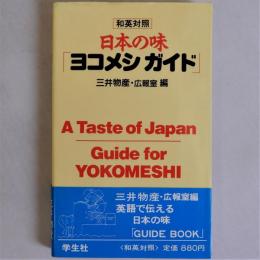 和英対照
日本の味
「ヨコメシ ガイド」
三井物産・広報室 編
A Taste of Japan
Guide for
YOKOMESHI
三井物産・広報室編
英語で伝える
日本の味
「GUIDE BOOK」
学生社
〈和英対照〉 定価 880円